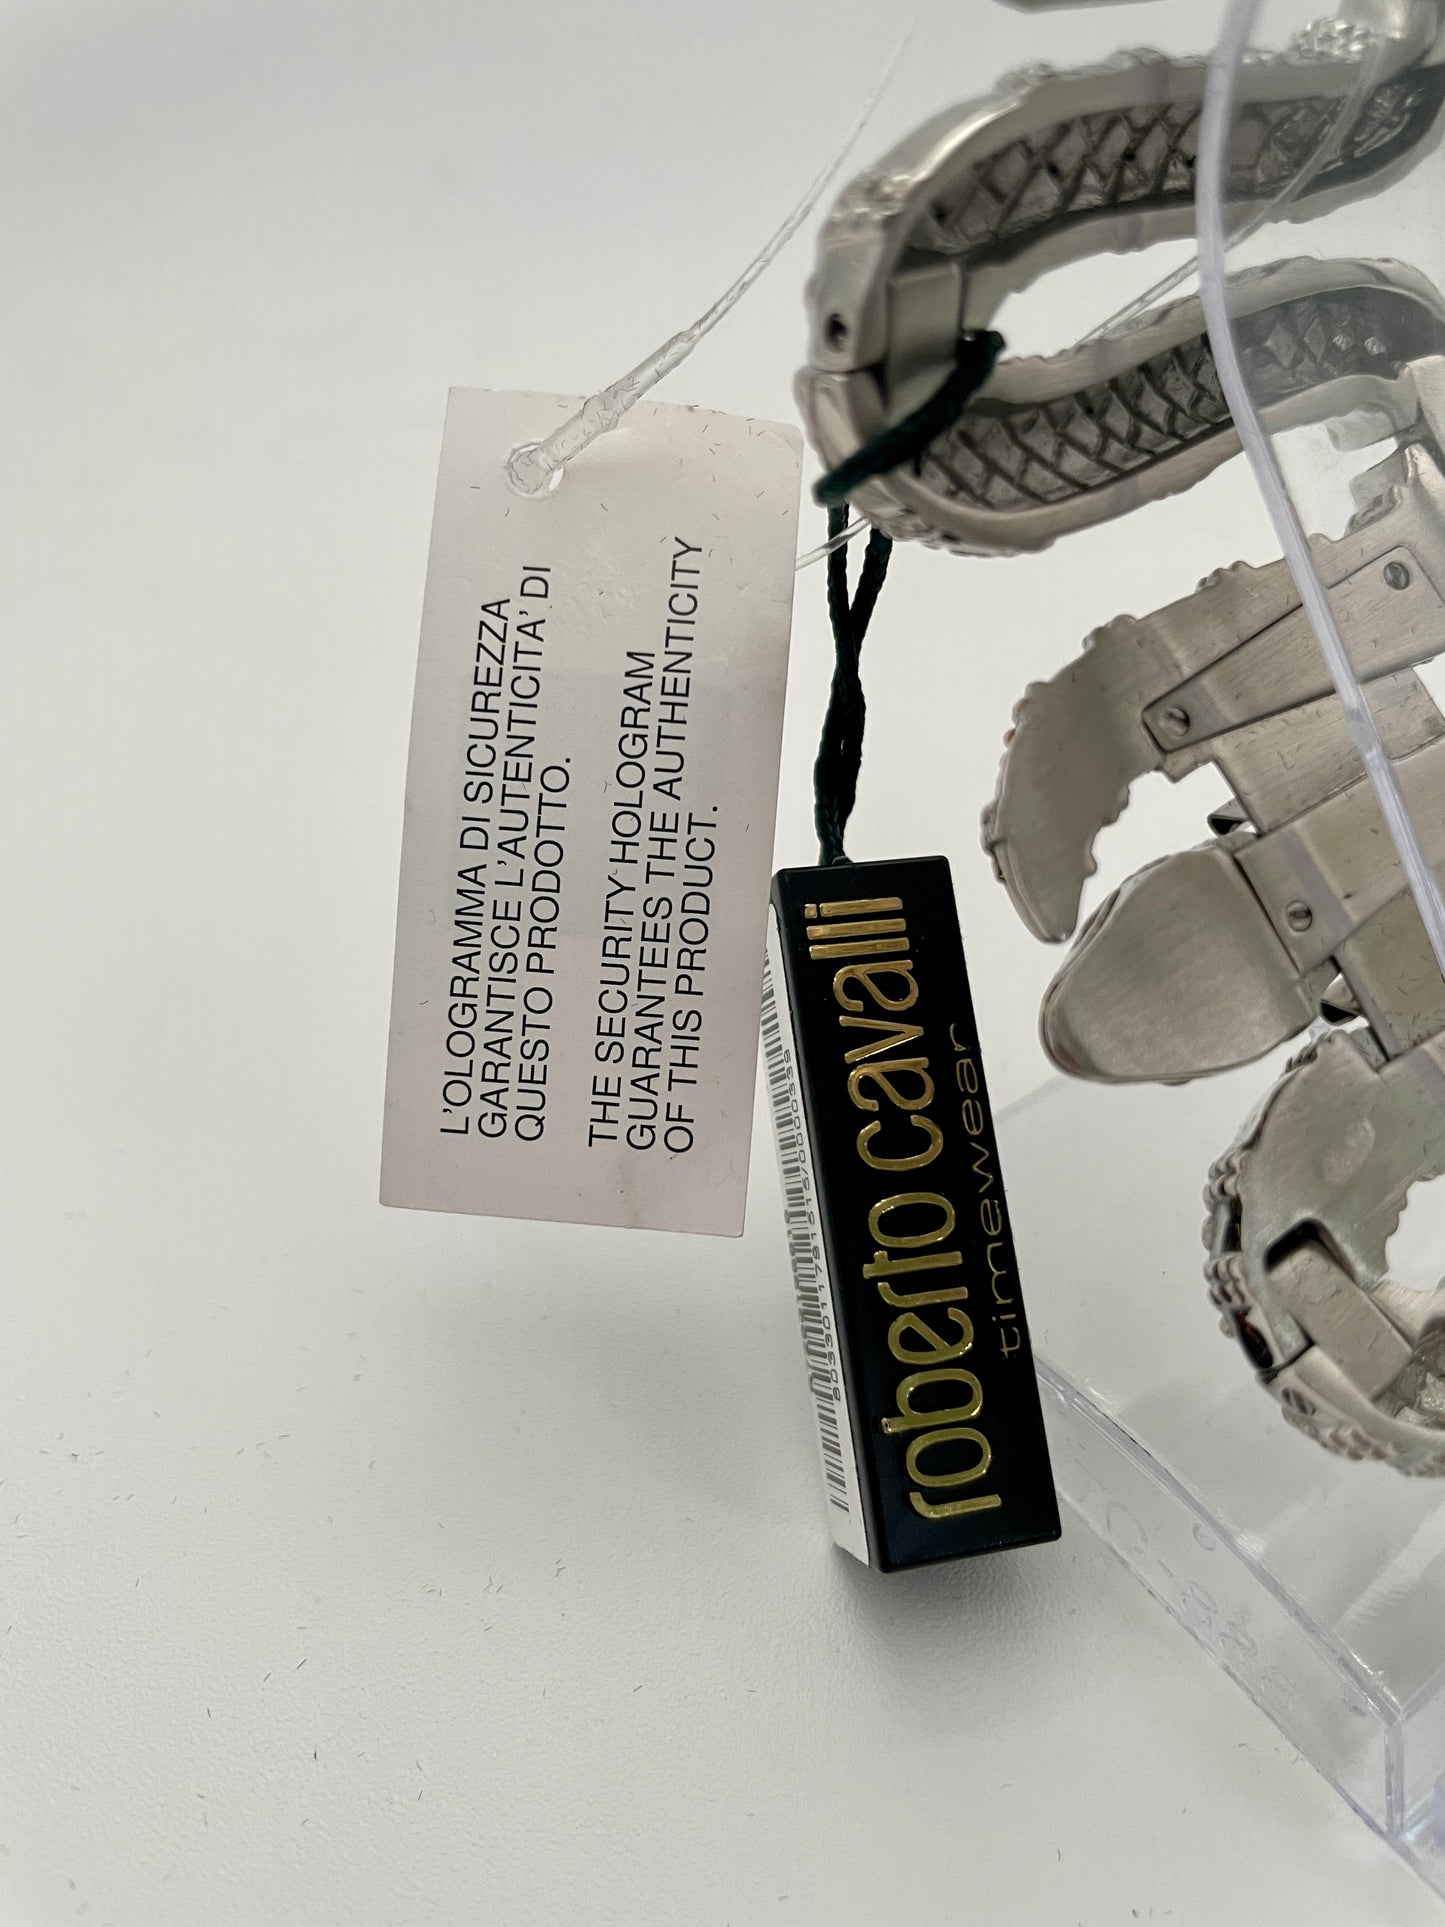 L'OLOGRAMMA DI SICUREZZA
GARANTISCE L'AUTENTICITA' DI
QUESTO PRODOTTO.
THE SECURITY HOLOGRAM
GUARANTEES THE AUTHENTICITY
OF THIS PRODUCT.
roberto cavalli
timewear